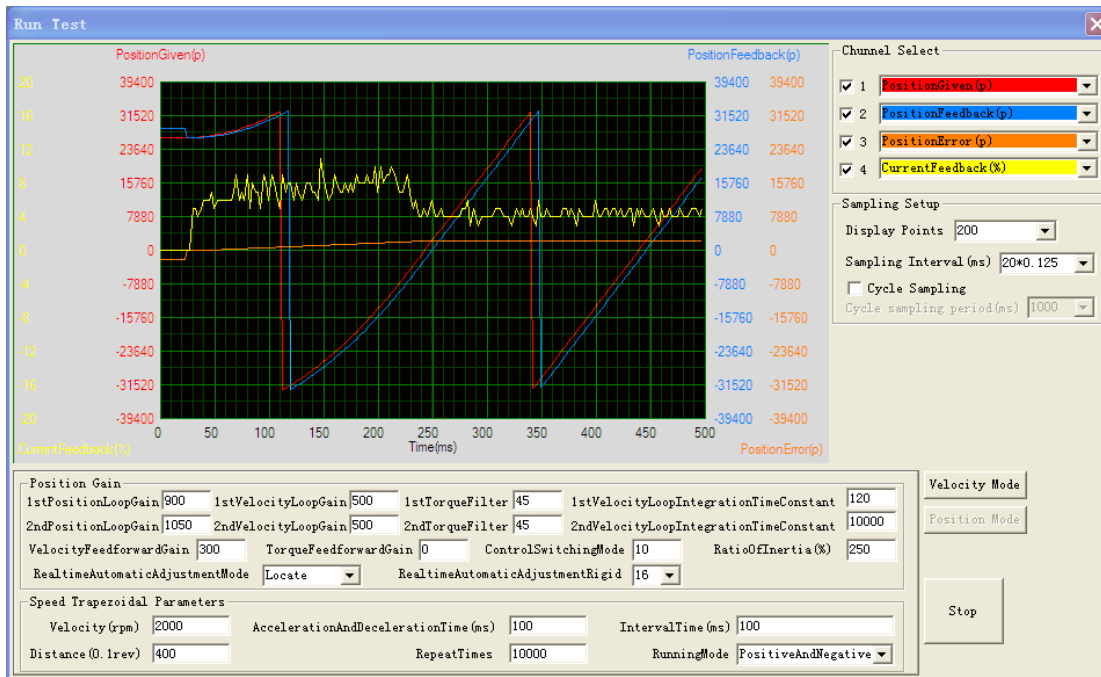 Run Test
PositionGiven(p)
PositionFeedback(p)
20 39400 39400 39400
16 31520 31520 31520
12 23640 23640 23640
8 15760 15760 15760
4 7880 7880 7880
0 0 0 0
-4 -7880 -7880 -7880
-8 -15760 -15760 -15760
-12 -23640 -23640 -23640
-16 -31520 -31520 -31520
-20 -39400 -39400 -39400
0 50 100 150 200 250 300 350 400 450 500
CurrentFeedback(%) Time(ms) PositionError(p)
Chunnel Select
1 PositionGiven(p)
2 PositionFeedback(p)
3 PositionError(p)
4 CurrentFeedback(%)
Sampling Setup
Display Points 200
Sampling Interval(ms) 20*0.125
Cycle Sampling
Cycle sampling period(ms) 1000
Position Gain
1stPositionLoopGain 900 1stVelocityLoopGain 500 1stTorqueFilter 45 1stVelocityLoopIntegrationTimeConstant 120
2ndPositionLoopGain 1050 2ndVelocityLoopGain 500 2ndTorqueFilter 45 2ndVelocityLoopIntegrationTimeConstant 10000
VelocityFeedforwardGain 300 TorqueFeedforwardGain 0 ControlSwitchingMode 10 RatioOfInertia(%) 250
RealtimeAutomaticAdjustmentMode Locate RealtimeAutomaticAdjustmentRigid 16
Velocity Mode
Position Mode
Speed Trapezoidal Parameters
Velocity(rpm) 2000 AccelerationAndDecelerationTime(ms) 100 IntervalTime(ms) 100
Distance(0.1rev) 400 RepeatTimes 10000 RunningMode PositiveAndNegative
Stop